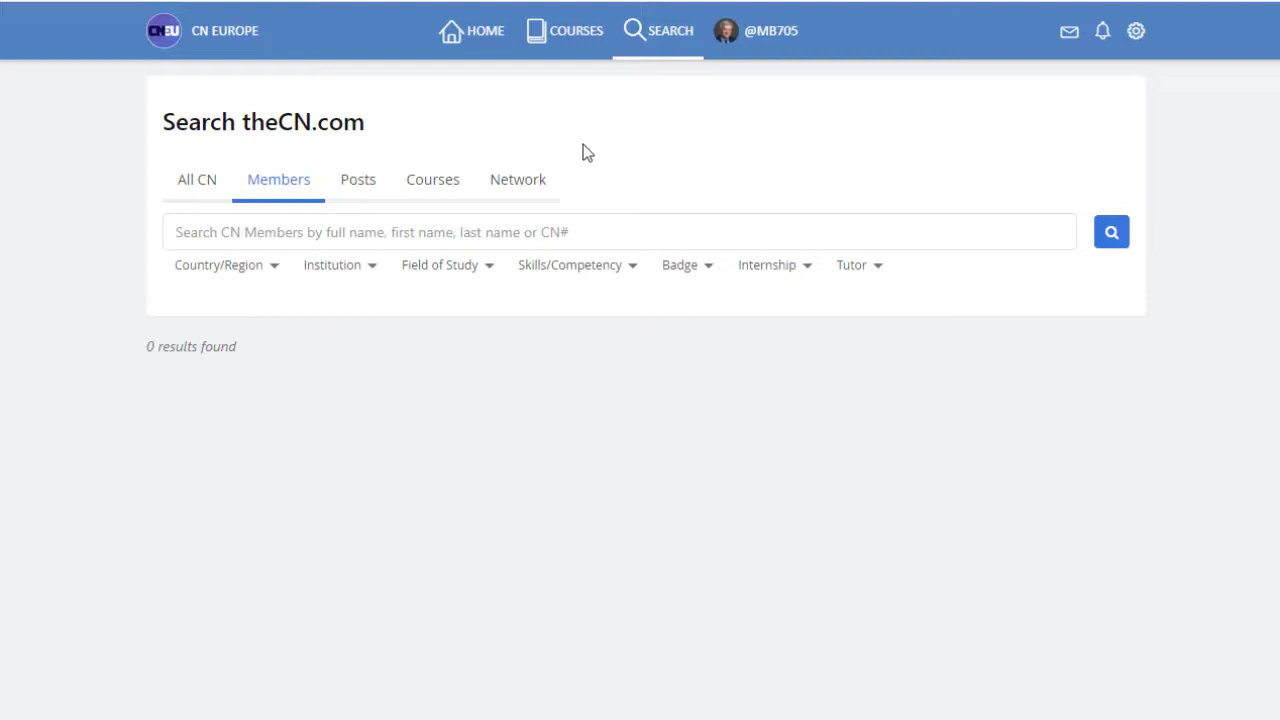 CNEU CN EUROPE HOME COURSES SEARCH @MB705
Search theCN.com
All CN Members Posts Courses Network
Search CN Members by full name, first name, last name or CN#
Country/Region Institution Field of Study Skills/Competency Badge Internship Tutor
0 results found